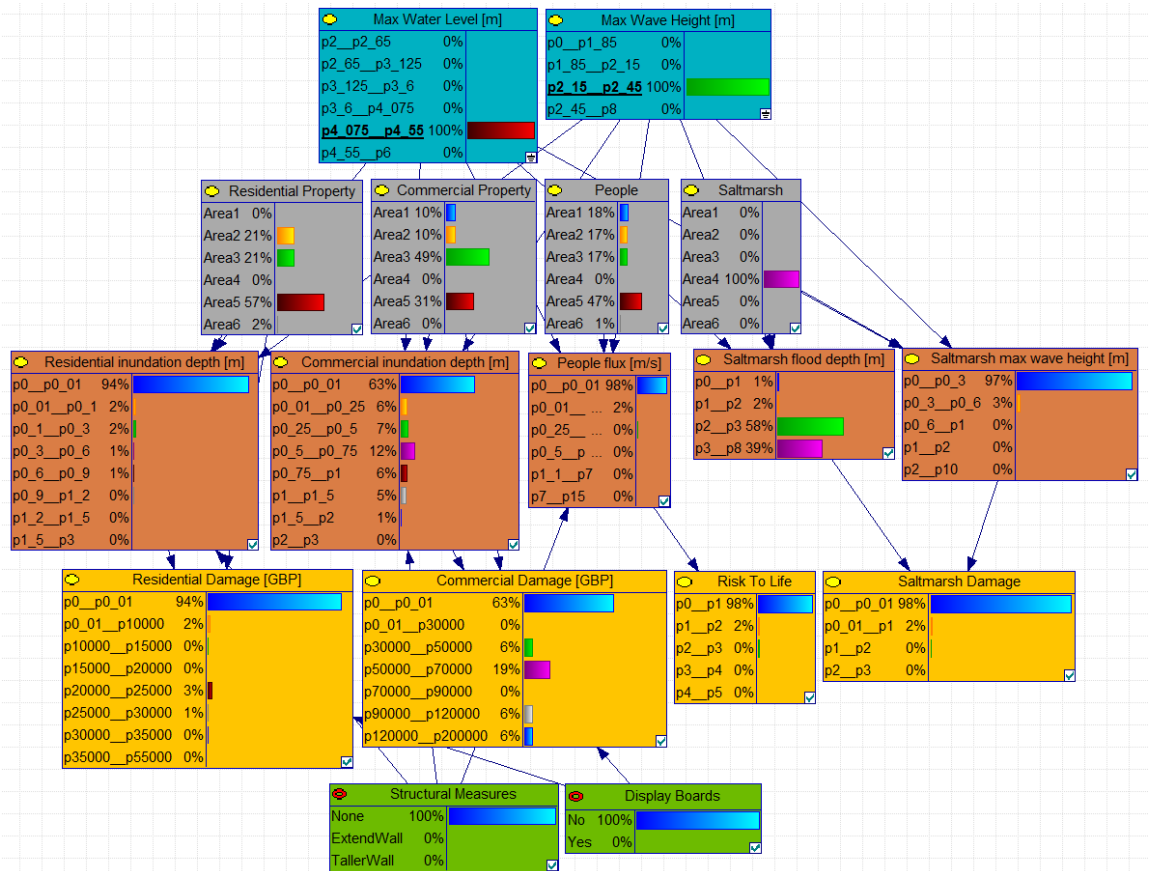 Max Water Level [m]
p2__p2_65 0%
p2_65__p3_125 0%
p3_125__p3_6 0%
p3_6__p4_075 0%
p4_075__p4_55 100%
p4_55__p6 0%
Max Wave Height [m]
p0__p1_85 0%
p1_85__p2_15 0%
p2_15__p2_45 100%
p2_45__p8 0%
Residential Property
Area1 0%
Area2 21%
Area3 21%
Area4 0%
Area5 57%
Area6 2%
Commercial Property
Area1 10%
Area2 10%
Area3 49%
Area4 0%
Area5 31%
Area6 0%
People
Area1 18%
Area2 17%
Area3 17%
Area4 0%
Area5 47%
Area6 1%
Saltmarsh
Area1 0%
Area2 0%
Area3 0%
Area4 100%
Area5 0%
Area6 0%
Residential inundation depth [m]
p0__p0_01 94%
p0_01__p0_1 2%
p0_1__p0_3 2%
p0_3__p0_6 1%
p0_6__p0_9 1%
p0_9__p1_2 0%
p1_2__p1_5 0%
p1_5__p3 0%
Commercial inundation depth [m]
p0__p0_01 63%
p0_01__p0_25 6%
p0_25__p0_5 7%
p0_5__p0_75 12%
p0_75__p1 6%
p1__p1_5 5%
p1_5__p2 1%
p2__p3 0%
People flux [m/s]
p0__p0_01 98%
p0_01__ ... 2%
p0_25__ ... 0%
p0_5__p ... 0%
p1_1__p7 0%
p7__p15 0%
Saltmarsh flood depth [m]
p0__p1 1%
p1__p2 2%
p2__p3 58%
p3__p8 39%
Saltmarsh max wave height [m]
p0__p0_3 97%
p0_3__p0_6 3%
p0_6__p1 0%
p1__p2 0%
p2__p10 0%
Residential Damage [GBP]
p0__p0_01 94%
p0_01__p10000 2%
p10000__p15000 0%
p15000__p20000 0%
p20000__p25000 3%
p25000__p30000 1%
p30000__p35000 0%
p35000__p55000 0%
Commercial Damage [GBP]
p0__p0_01 63%
p0_01__p30000 0%
p30000__p50000 6%
p50000__p70000 19%
p70000__p90000 0%
p90000__p120000 6%
p120000__p200000 6%
Risk To Life
p0__p1 98%
p1__p2 2%
p2__p3 0%
p3__p4 0%
p4__p5 0%
Saltmarsh Damage
p0__p0_01 98%
p0_01__p1 2%
p1__p2 0%
p2__p3 0%
Structural Measures
None 100%
ExtendWall 0%
TallerWall 0%
Display Boards
No 100%
Yes 0%